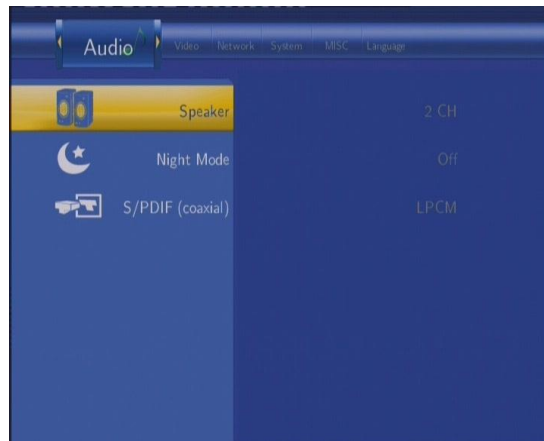 Audio Video Network System MISC Language
Speaker 2 CH
Night Mode Off
S/PDIF (coaxial) LPCM